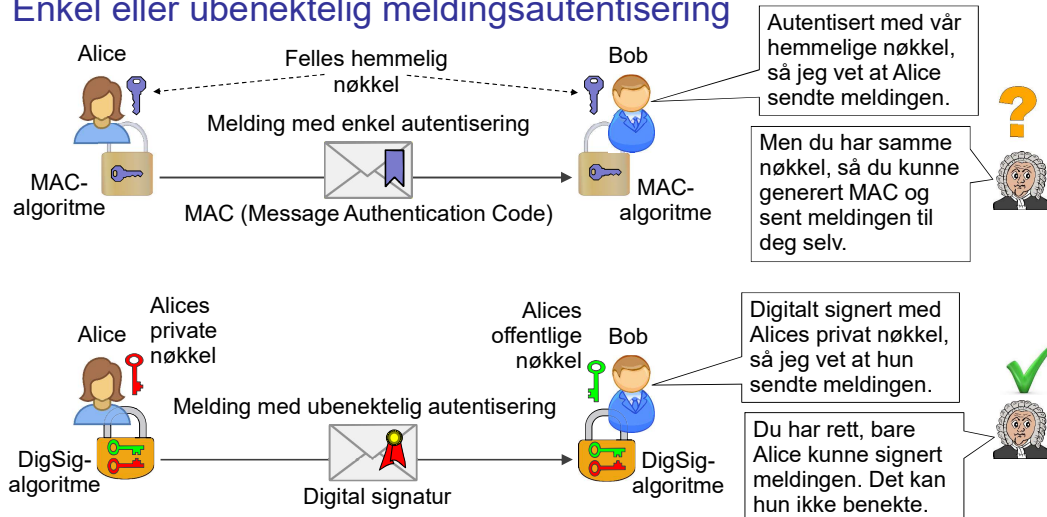 Enkel eller ubenektelig meldingsautentisering
Alice
Felles hemmelig
nøkkel
Bob
Autentisert med vår
hemmelige nøkkel,
så jeg vet at Alice
sendte meldingen.
?
Melding med enkel autentisering
Men du har samme
nøkkel, så du kunne
generert MAC og
sent meldingen til
deg selv.
MAC-
algoritme
MAC (Message Authentication Code)
MAC-
algoritme
Alice
Alices
private
nøkkel
Alices
offentlige
nøkkel
Bob
Digitalt signert med
Alices privat nøkkel,
så jeg vet at hun
sendte meldingen.
Melding med ubenektelig autentisering
Du har rett, bare
Alice kunne signert
meldingen. Det kan
hun ikke benekte.
DigSig-
algoritme
Digital signatur
DigSig-
algoritme